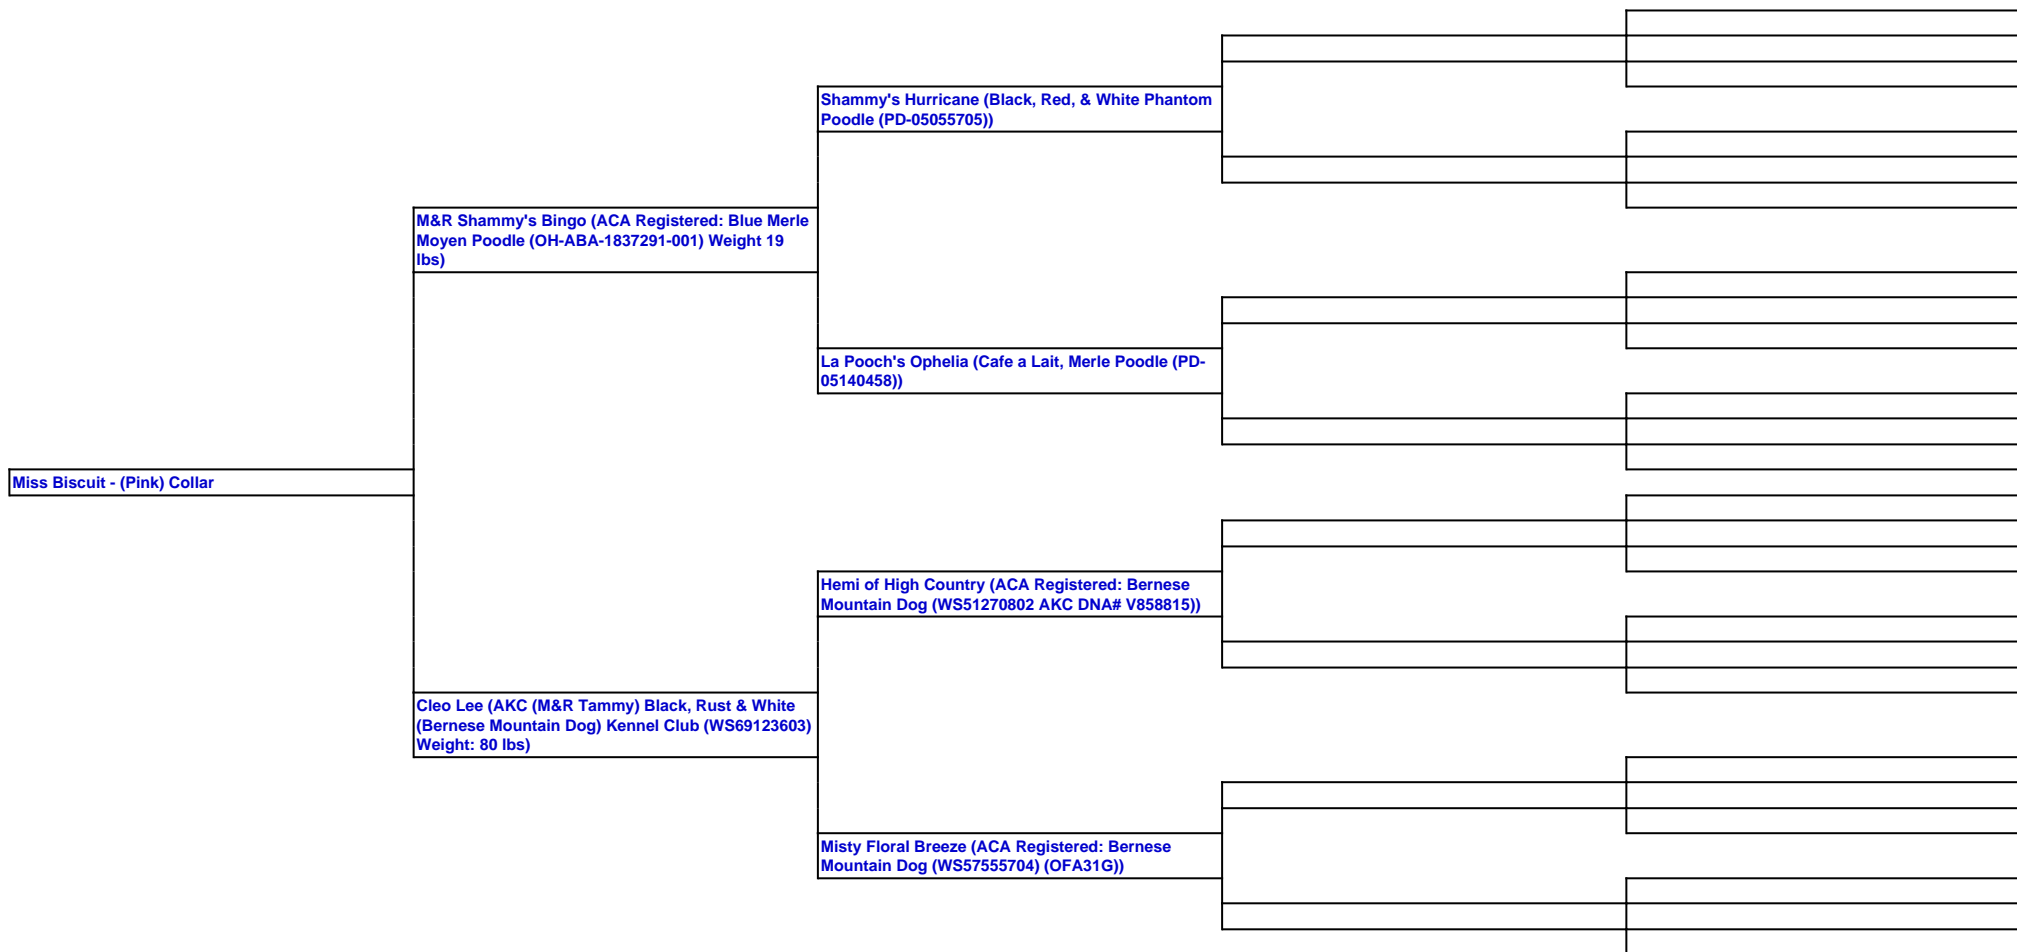 Shammy's Hurricane (Black, Red, & White Phantom
Poodle (PD-05055705))
M&R Shammy's Bingo (ACA Registered: Blue Merle
Moyen Poodle (OH-ABA-1837291-001) Weight 19
lbs)
La Pooch's Ophelia (Cafe a Lait, Merle Poodle (PD-
05140458))
Miss Biscuit - (Pink) Collar
Hemi of High Country (ACA Registered: Bernese
Mountain Dog (WS51270802 AKC DNA# V858815))
Cleo Lee (AKC (M&R Tammy) Black, Rust & White
(Bernese Mountain Dog) Kennel Club (WS69123603)
Weight: 80 lbs)
Misty Floral Breeze (ACA Registered: Bernese
Mountain Dog (WS57555704) (OFA31G))